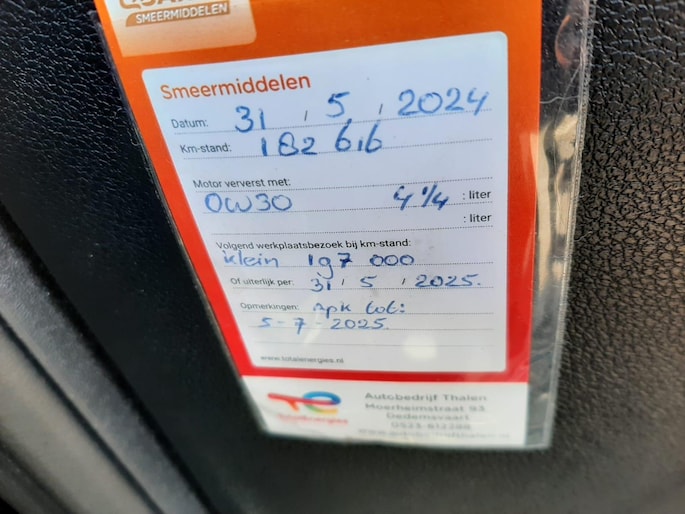 SMEERMIDDELEN
Smeermiddelen
Datum: 31 , 5 , 2024
Km-stand: 182 616
Motor ververst met:
0W30 4 1/4 : liter
: liter
Volgend werkplaatsbezoek bij km-stand:
klein 197 000
Of uiterlijk per: 31 , 5 , 2025.
Opmerkingen: Apk tot:
5-7-2025
www.totalenergies.nl
TotalEnergies
Autobedrijf Thalen
Moerheimstraat 93
Dedemsvaart
0523-612288